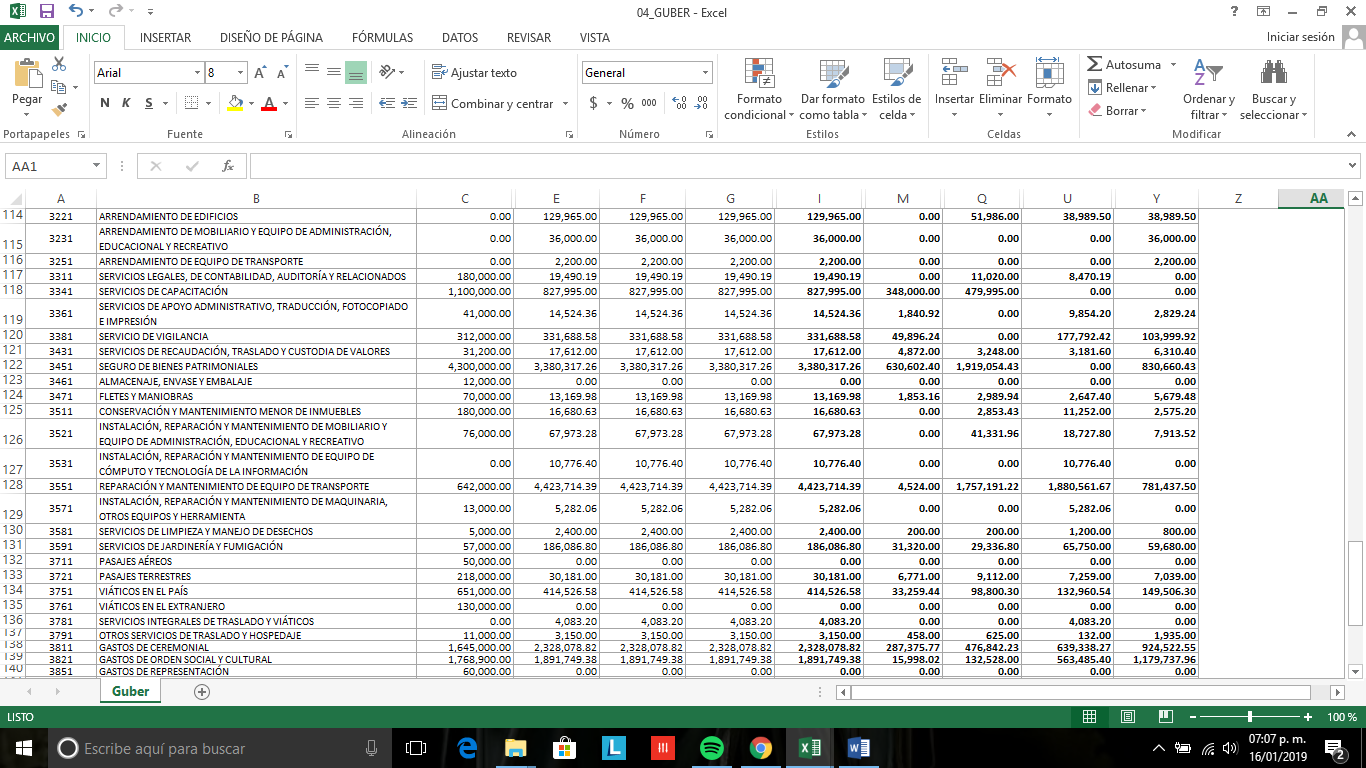 04_GUBER - Excel
ARCHIVO INICIO INSERTAR DISEÑO DE PÁGINA FÓRMULAS DATOS REVISAR VISTA Iniciar sesión
Arial 8 Ajustar texto General Autosuma
Pegar Rellenar
N K S Combinar y centrar $ % 000 Borrar
Formato condicional Dar formato como tabla Estilos de celda Insertar Eliminar Formato Ordenar y filtrar Buscar y seleccionar
Portapapeles Fuente Alineación Número Estilos Celdas Modificar
AA1 fx
A B C E F G I M Q U Y Z AA
114 3221 ARRENDAMIENTO DE EDIFICIOS 0.00 129,965.00 129,965.00 129,965.00 129,965.00 0.00 51,986.00 38,989.50 38,989.50
ARRENDAMIENTO DE MOBILIARIO Y EQUIPO DE ADMINISTRACIÓN,
115 3231 EDUCACIONAL Y RECREATIVO 0.00 36,000.00 36,000.00 36,000.00 36,000.00 0.00 0.00 0.00 36,000.00
116 3251 ARRENDAMIENTO DE EQUIPO DE TRANSPORTE 0.00 2,200.00 2,200.00 2,200.00 2,200.00 0.00 0.00 0.00 2,200.00
117 3311 SERVICIOS LEGALES, DE CONTABILIDAD, AUDITORÍA Y RELACIONADOS 180,000.00 19,490.19 19,490.19 19,490.19 19,490.19 0.00 11,020.00 8,470.19 0.00
118 3341 SERVICIOS DE CAPACITACIÓN 1,100,000.00 827,995.00 827,995.00 827,995.00 827,995.00 348,000.00 479,995.00 0.00 0.00
SERVICIOS DE APOYO ADMINISTRATIVO, TRADUCCIÓN, FOTOCOPIADO
119 3361 E IMPRESIÓN 41,000.00 14,524.36 14,524.36 14,524.36 14,524.36 1,840.92 0.00 9,854.20 2,829.24
120 3381 SERVICIO DE VIGILANCIA 312,000.00 331,688.58 331,688.58 331,688.58 331,688.58 49,896.24 0.00 177,792.42 103,999.92
121 3431 SERVICIOS DE RECAUDACIÓN, TRASLADO Y CUSTODIA DE VALORES 31,200.00 17,612.00 17,612.00 17,612.00 17,612.00 4,872.00 3,248.00 3,181.60 6,310.40
122 3451 SEGURO DE BIENES PATRIMONIALES 4,300,000.00 3,380,317.26 3,380,317.26 3,380,317.26 3,380,317.26 630,602.40 1,919,054.43 0.00 830,660.43
123 3461 ALMACENAJE, ENVASE Y EMBALAJE 12,000.00 0.00 0.00 0.00 0.00 0.00 0.00 0.00 0.00
124 3471 FLETES Y MANIOBRAS 70,000.00 13,169.98 13,169.98 13,169.98 13,169.98 1,853.16 2,989.94 2,647.40 5,679.48
125 3511 CONSERVACIÓN Y MANTENIMIENTO MENOR DE INMUEBLES 180,000.00 16,680.63 16,680.63 16,680.63 16,680.63 0.00 2,853.43 11,252.00 2,575.20
INSTALACIÓN, REPARACIÓN Y MANTENIMIENTO DE MOBILIARIO Y
126 3521 EQUIPO DE ADMINISTRACIÓN, EDUCACIONAL Y RECREATIVO 76,000.00 67,973.28 67,973.28 67,973.28 67,973.28 0.00 41,331.96 18,727.80 7,913.52
INSTALACIÓN, REPARACIÓN Y MANTENIMIENTO DE EQUIPO DE
127 3531 CÓMPUTO Y TECNOLOGÍA DE LA INFORMACIÓN 0.00 10,776.40 10,776.40 10,776.40 10,776.40 0.00 0.00 10,776.40 0.00
128 3551 REPARACIÓN Y MANTENIMIENTO DE EQUIPO DE TRANSPORTE 642,000.00 4,423,714.39 4,423,714.39 4,423,714.39 4,423,714.39 4,524.00 1,757,191.22 1,880,561.67 781,437.50
INSTALACIÓN, REPARACIÓN Y MANTENIMIENTO DE MAQUINARIA,
129 3571 OTROS EQUIPOS Y HERRAMIENTA 13,000.00 5,282.06 5,282.06 5,282.06 5,282.06 0.00 0.00 5,282.06 0.00
130 3581 SERVICIOS DE LIMPIEZA Y MANEJO DE DESECHOS 5,000.00 2,400.00 2,400.00 2,400.00 2,400.00 200.00 200.00 1,200.00 800.00
131 3591 SERVICIOS DE JARDINERÍA Y FUMIGACIÓN 57,000.00 186,086.80 186,086.80 186,086.80 186,086.80 31,320.00 29,336.80 65,750.00 59,680.00
132 3711 PASAJES AÉREOS 50,000.00 0.00 0.00 0.00 0.00 0.00 0.00 0.00 0.00
133 3721 PASAJES TERRESTRES 218,000.00 30,181.00 30,181.00 30,181.00 30,181.00 6,771.00 9,112.00 7,259.00 7,039.00
134 3751 VIÁTICOS EN EL PAÍS 651,000.00 414,526.58 414,526.58 414,526.58 414,526.58 33,259.44 98,800.30 132,960.54 149,506.30
135 3761 VIÁTICOS EN EL EXTRANJERO 130,000.00 0.00 0.00 0.00 0.00 0.00 0.00 0.00 0.00
136 3781 SERVICIOS INTEGRALES DE TRASLADO Y VIÁTICOS 0.00 4,083.20 4,083.20 4,083.20 4,083.20 0.00 0.00 4,083.20 0.00
137 3791 OTROS SERVICIOS DE TRASLADO Y HOSPEDAJE 11,000.00 3,150.00 3,150.00 3,150.00 3,150.00 458.00 625.00 132.00 1,935.00
138 3811 GASTOS DE CEREMONIAL 1,645,000.00 2,328,078.82 2,328,078.82 2,328,078.82 2,328,078.82 287,375.77 476,842.23 639,338.27 924,522.55
139 3821 GASTOS DE ORDEN SOCIAL Y CULTURAL 1,768,900.00 1,891,749.38 1,891,749.38 1,891,749.38 1,891,749.38 15,998.02 132,528.00 563,485.40 1,179,737.96
140 3851 GASTOS DE REPRESENTACIÓN 60,000.00 0.00 0.00 0.00 0.00 0.00 0.00 0.00 0.00
Guber
LISTO 100 %
Escribe aquí para buscar
07:07 p. m.
16/01/2019
2